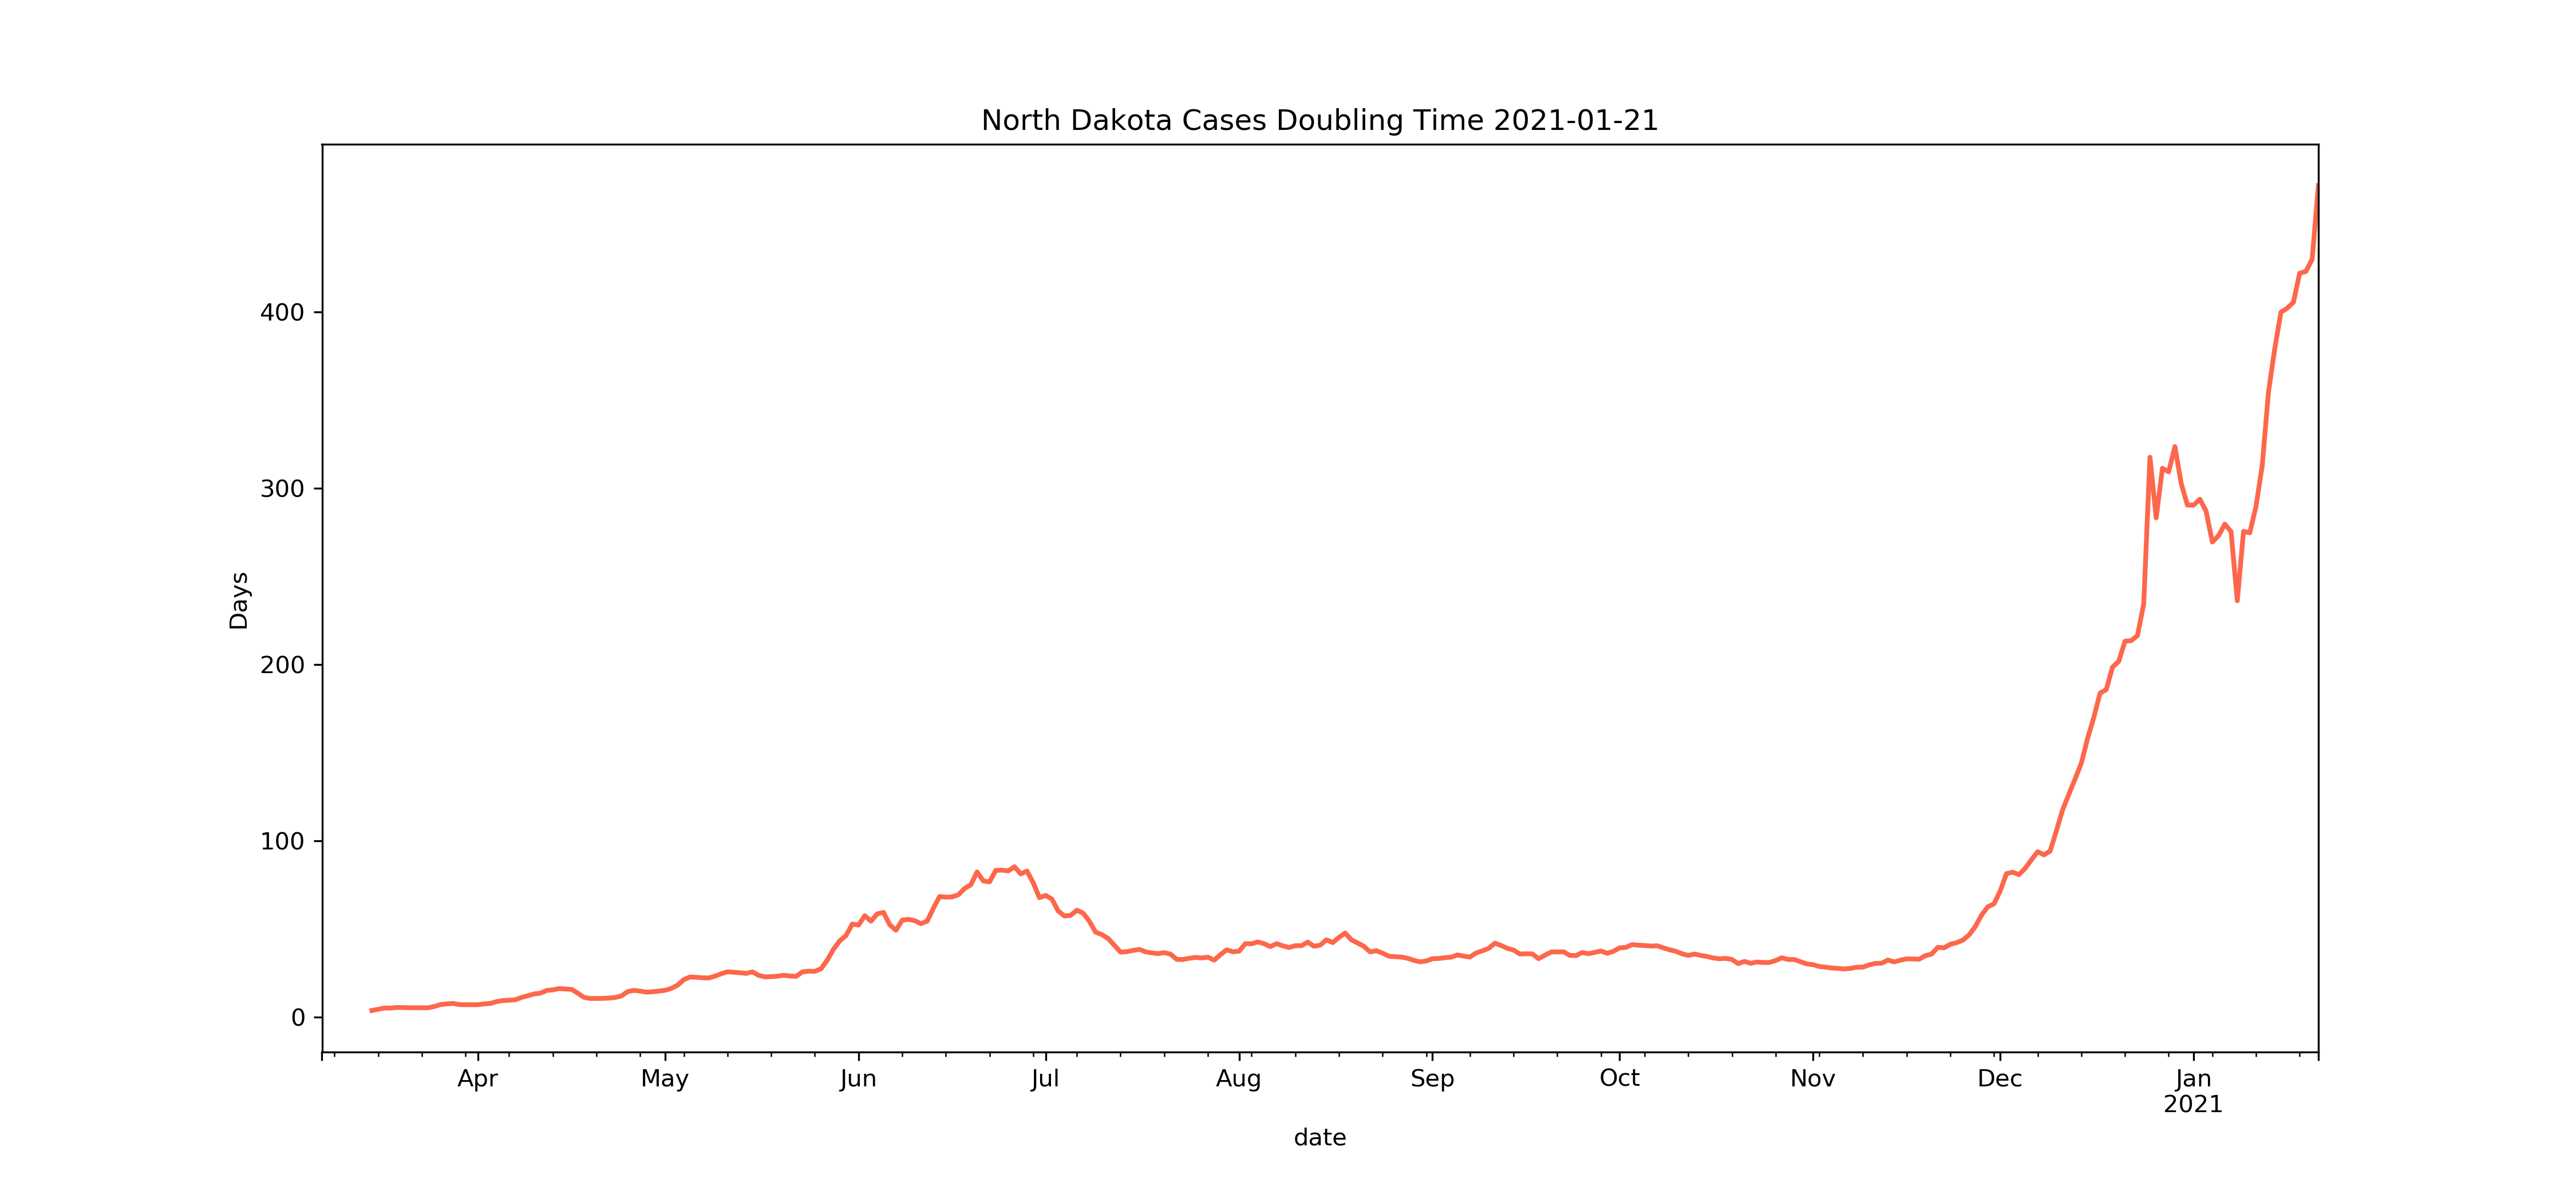 North Dakota Cases Doubling Time 2021-01-21
400
300
200
100
0
Days
Apr May Jun Jul Aug Sep Oct Nov Dec Jan
2021
date